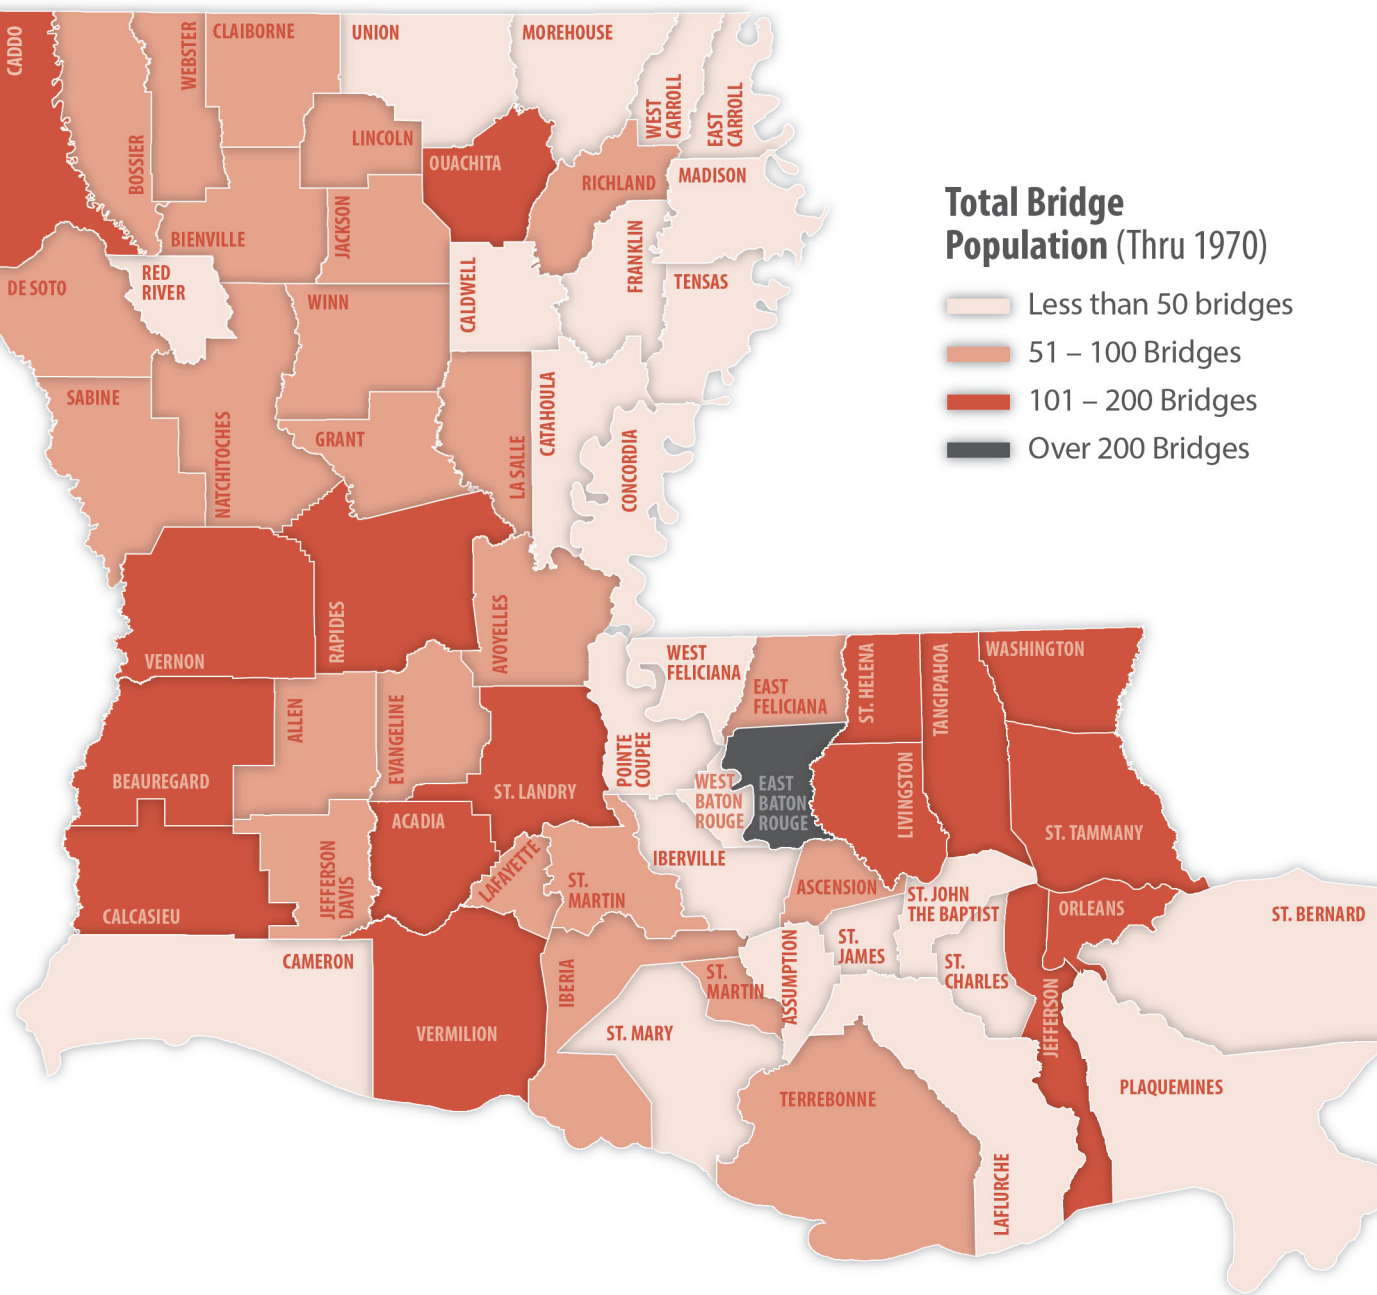 CADDO
BOSSIER
WEBSTER
CLAIBORNE
UNION
MOREHOUSE
WEST
CARROLL
EAST
CARROLL
LINCOLN
OUACHITA
RICHLAND
MADISON
BIENVILLE
JACKSON
FRANKLIN
Total Bridge
Population (Thru 1970)
Less than 50 bridges
51 – 100 Bridges
101 – 200 Bridges
Over 200 Bridges
DE SOTO
RED
RIVER
WINN
CALDWELL
TENSAS
SABINE
NATCHITOCHES
GRANT
LA SALLE
CATAHOULA
CONCORDIA
VERNON
RAPIDES
AVOYELLES
WEST
FELICIANA
EAST
FELICIANA
ST. HELENA
TANGIPAHOA
WASHINGTON
BEAUREGARD
ALLEN
EVANGELINE
ST. LANDRY
POINTE
COUPEE
WEST
BATON
ROUGE
EAST
BATON
ROUGE
LIVINGSTON
ST. TAMMANY
CALCASIEU
JEFFERSON
DAVIS
ACADIA
LAFAYETTE
ST.
MARTIN
IBERVILLE
ASCENSION
ST. JOHN
THE BAPTIST
ORLEANS
ST. BERNARD
CAMERON
VERMILION
IBERIA
ST. MARY
ST.
MARTIN
ASSUMPTION
ST.
JAMES
ST.
CHARLES
JEFFERSON
PLAQUEMINES
TERREBONNE
LAFLURCHE